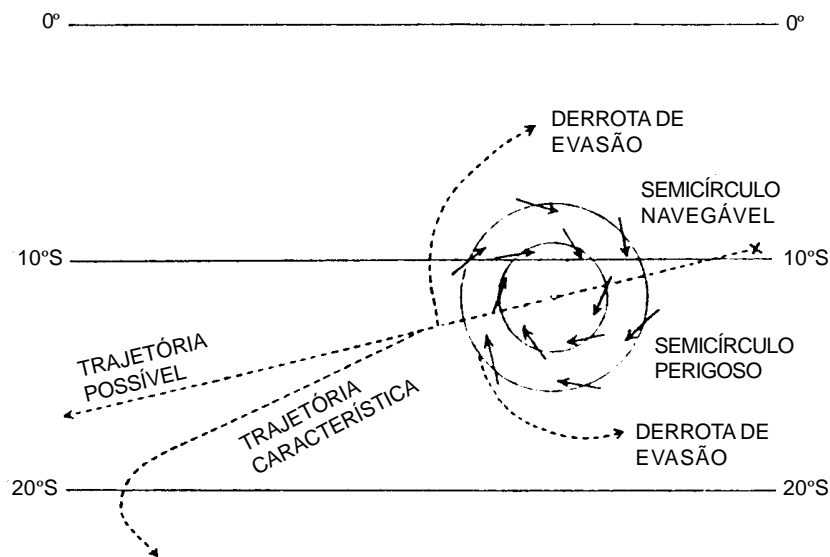 0º
0º
DERROTA DE
EVASÃO
SEMICÍRCULO
NAVEGÁVEL
10ºS
10ºS
TRAJETÓRIA
POSSÍVEL
TRAJETÓRIA
CARACTERÍSTICA
SEMICÍRCULO
PERIGOSO
DERROTA DE
EVASÃO
20ºS
20ºS